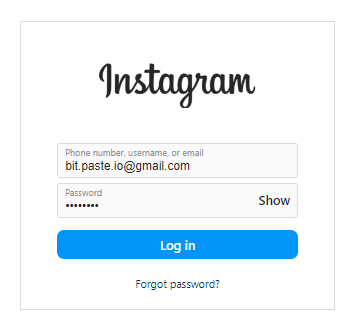 Instagram
Phone number, username, or email
bit.paste.io@gmail.com
Password
••••••••
Show
Log in
Forgot password?